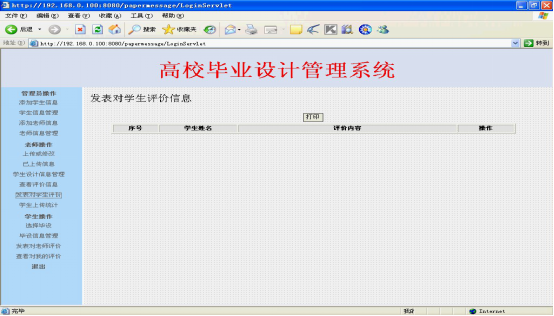 http://192.168.0.100:8080/papermessage/LoginServlet
文件(F) 编辑(E) 查看(V) 收藏(A) 工具(T) 帮助(H)
后退 搜索 收藏夹
地址(D) http://192.168.0.100:8080/papermessage/LoginServlet 转到
高校毕业设计管理系统
管理员操作
添加学生信息
学生信息管理
添加老师信息
老师信息管理
老师操作
上传或修改
已上传信息
学生设计信息管理
查看评价信息
发表对学生评价
学生上传统计
学生操作
选择毕设
毕设信息管理
发表对老师评价
查看对我的评价
退出
发表对学生评价信息
打印
序号 学生姓名 评价内容 操作
完毕 Internet